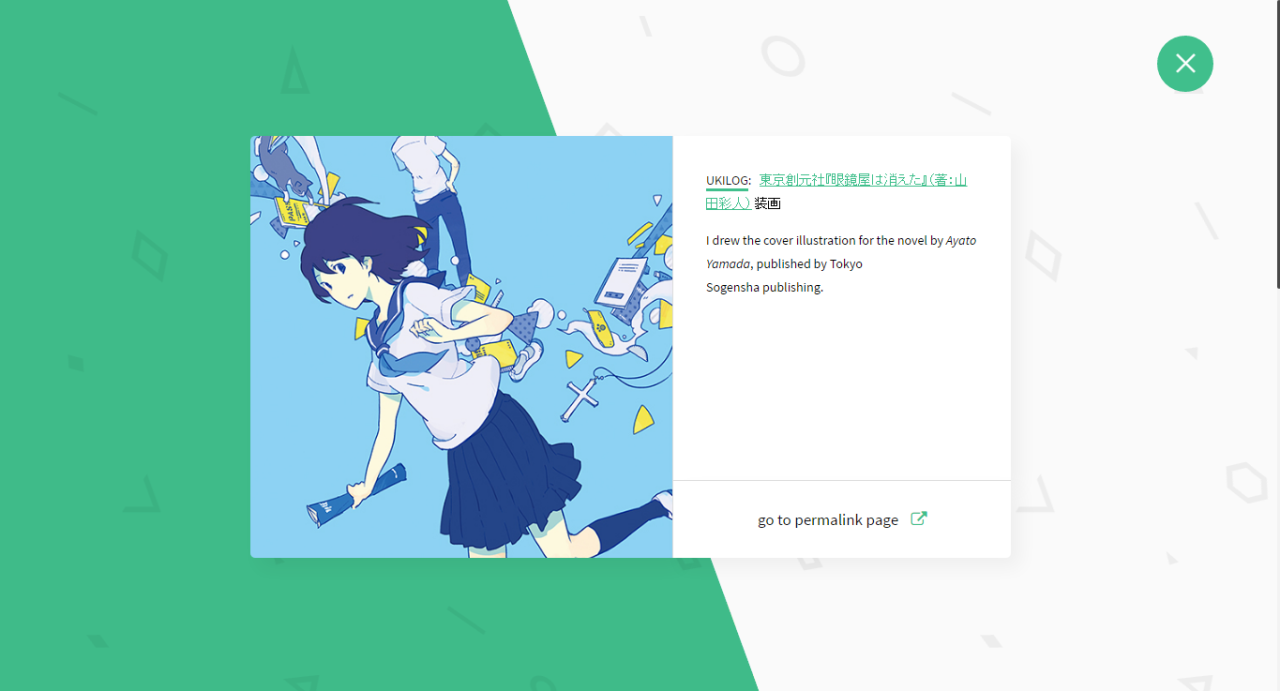 UKILOG: 東京創元社『眼鏡屋は消えた』（著：山
田彩人） 装画
I drew the cover illustration for the novel by Ayato
Yamada, published by Tokyo
Sogensha publishing.
go to permalink page